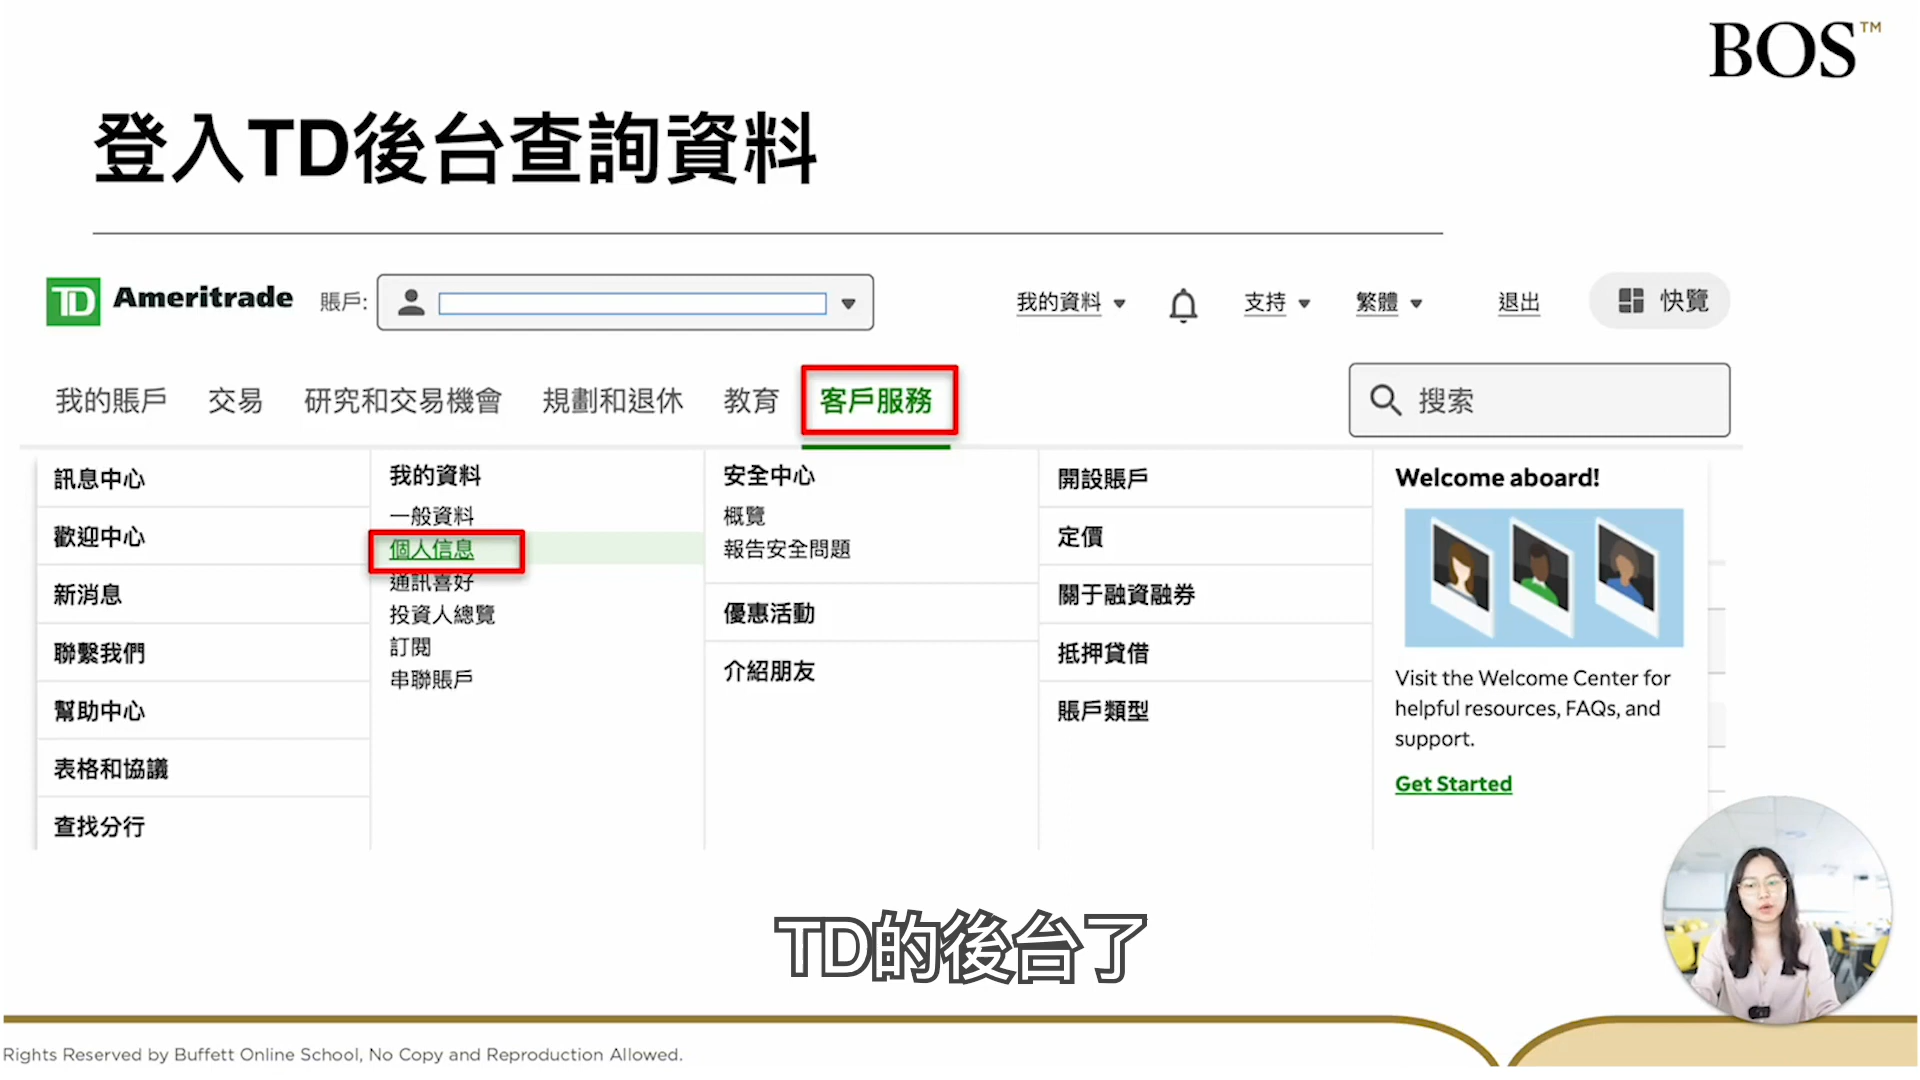 BOS™
登入TD後台查詢資料
TD Ameritrade 賬戶: 我的資料 支持 繁體 退出 快覽
我的賬戶 交易 研究和交易機會 規劃和退休 教育 客戶服務 搜索
訊息中心
歡迎中心
新消息
聯繫我們
幫助中心
表格和協議
查找分行
我的資料
一般資料
個人信息
通訊喜好
投資人總覽
訂閱
串聯賬戶
安全中心
概覽
報告安全問題
優惠活動
介紹朋友
開設賬戶
定價
關于融資融券
抵押貸借
賬戶類型
Welcome aboard!
Visit the Welcome Center for
helpful resources, FAQs, and
support.
Get Started
TD的後台了
Rights Reserved by Buffett Online School, No Copy and Reproduction Allowed.